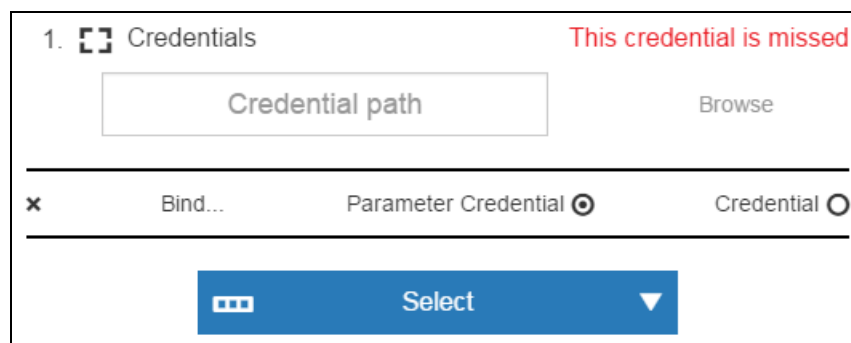 1. Credentials This credential is missed
Credential path Browse
× Bind... Parameter Credential Credential
Select